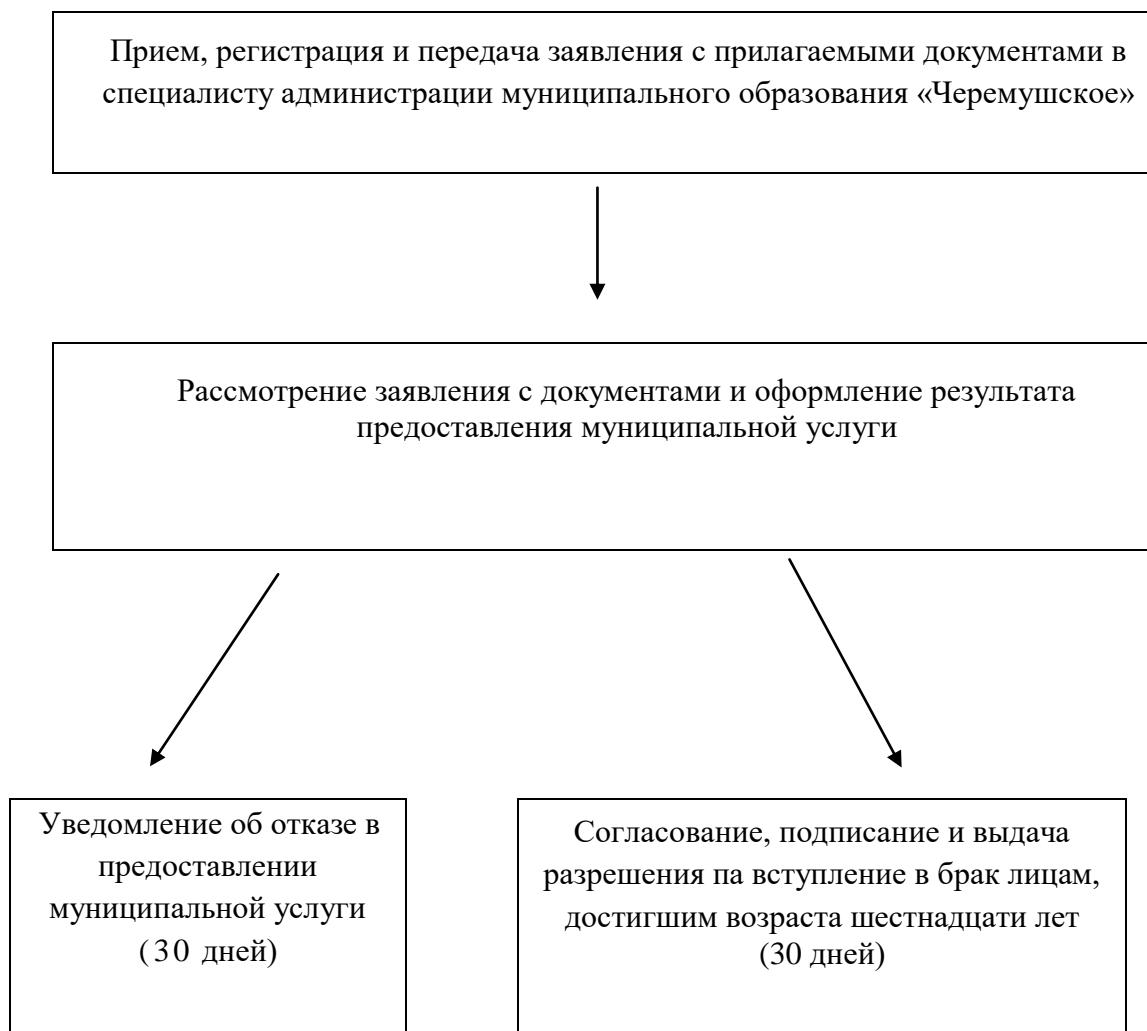 Прием, регистрация и передача заявления с прилагаемыми документами в
специалисту администрации муниципального образования «Черемушское»
Рассмотрение заявления с документами и оформление результата
предоставления муниципальной услуги
Уведомление об отказе в
предоставлении
муниципальной услуги
(30 дней)
Согласование, подписание и выдача
разрешения па вступление в брак лицам,
достигшим возраста шестнадцати лет
(30 дней)